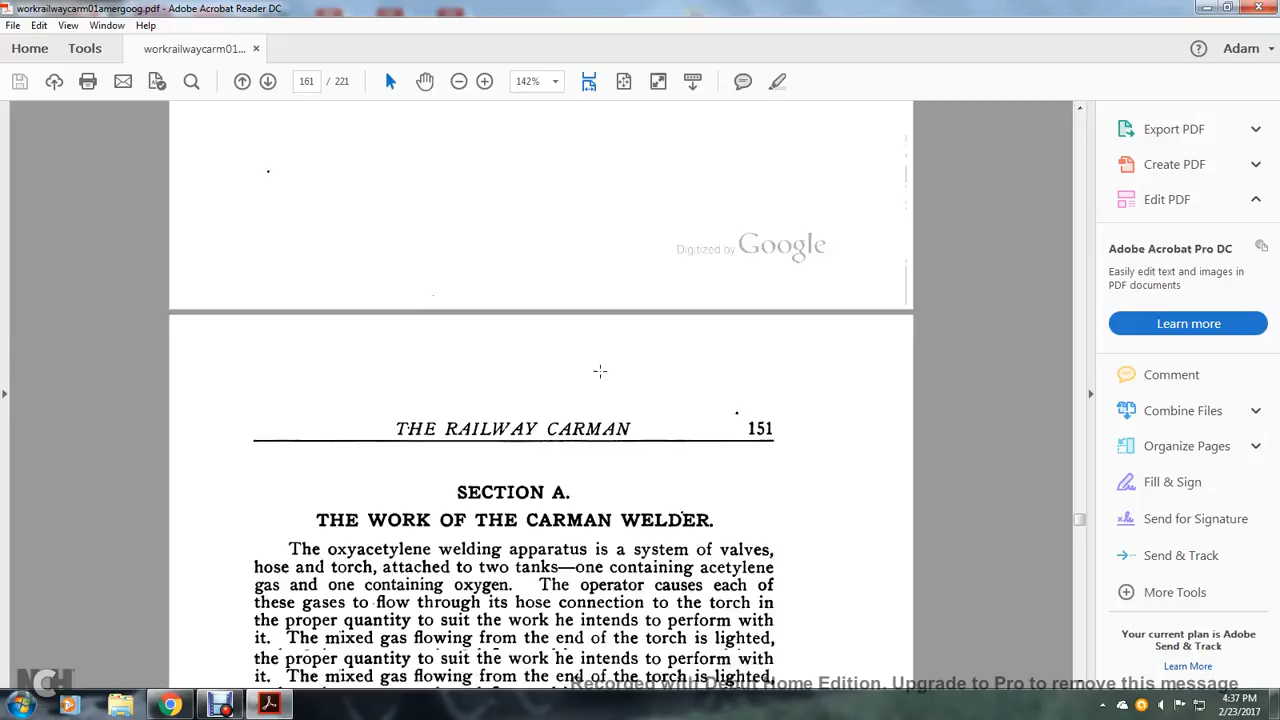 workrailwaycarm01amergoog.pdf - Adobe Acrobat Reader DC
File Edit View Window Help
Home Tools workrailwaycarm01... × Adam
161 / 221 142%
Digitized by Google
THE RAILWAY CARMAN 151
SECTION A.
THE WORK OF THE CARMAN WELDER.
The oxyacetylene welding apparatus is a system of valves,
hose and torch, attached to two tanks—one containing acetylene
gas and one containing oxygen. The operator causes each of
these gases to flow through its hose connection to the torch in
the proper quantity to suit the work he intends to perform with
it. The mixed gas flowing from the end of the torch is lighted,
the proper quantity to suit the work he intends to perform with
it. The mixed gas flowing from the end of the torch is lighted,
Export PDF
Create PDF
Edit PDF
Adobe Acrobat Pro DC
Easily edit text and images in
PDF documents
Learn more
Comment
Combine Files
Organize Pages
Fill & Sign
Send for Signature
Send & Track
More Tools
Your current plan is Adobe
Send & Track
Learn More
NCH
Recorded with Debut Home Edition. Upgrade to Pro to remove this message
4:37 PM
2/23/2017